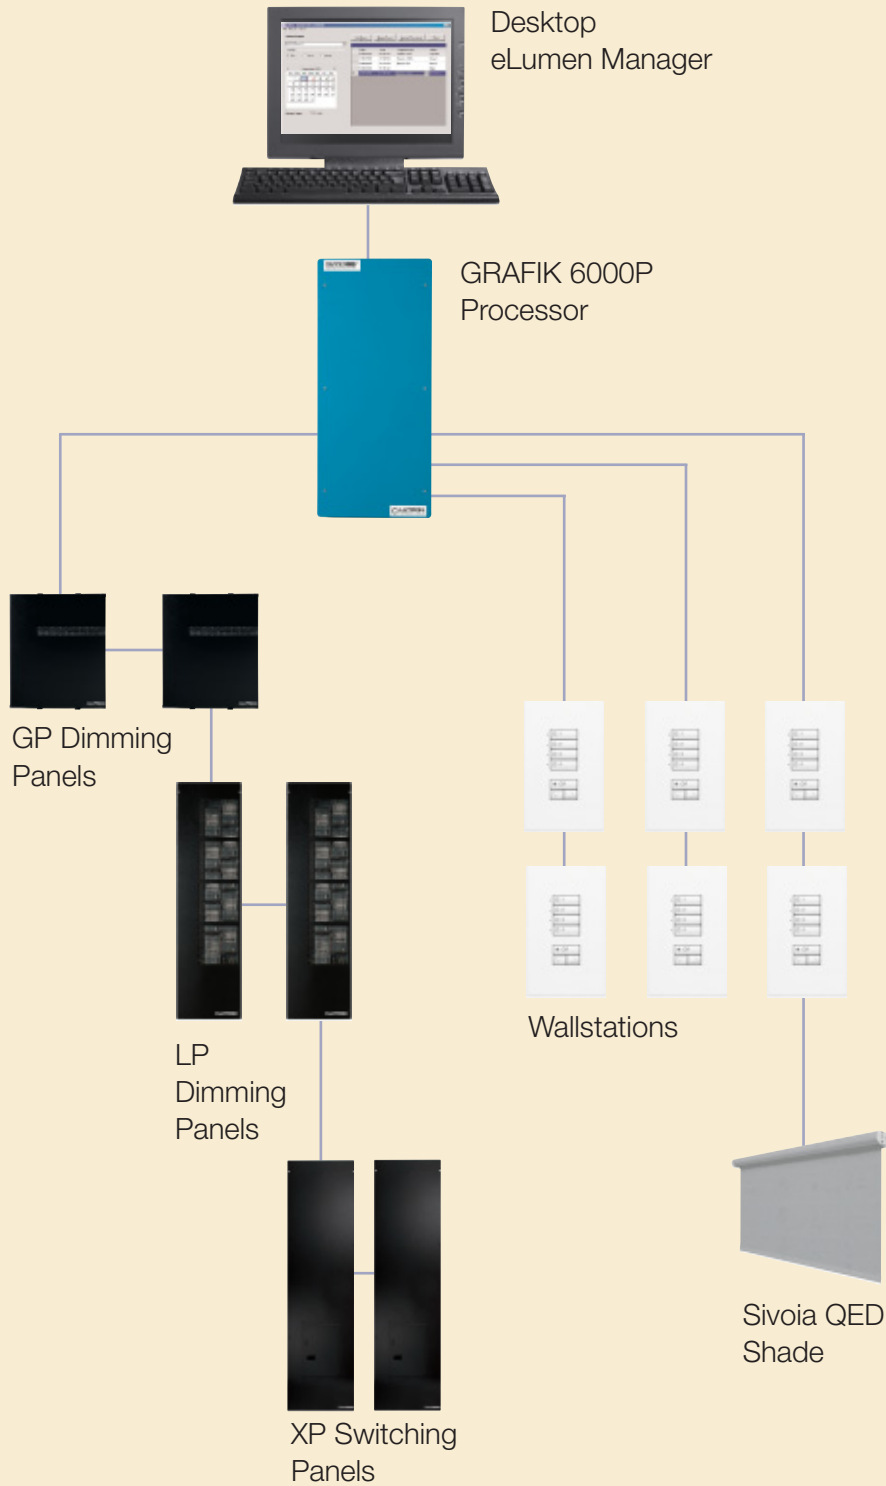 Desktop
eLumen Manager
GRAFIK 6000P
Processor
GP Dimming
Panels
LP
Dimming
Panels
Wallstations
XP Switching
Panels
Sivoia QED
Shade